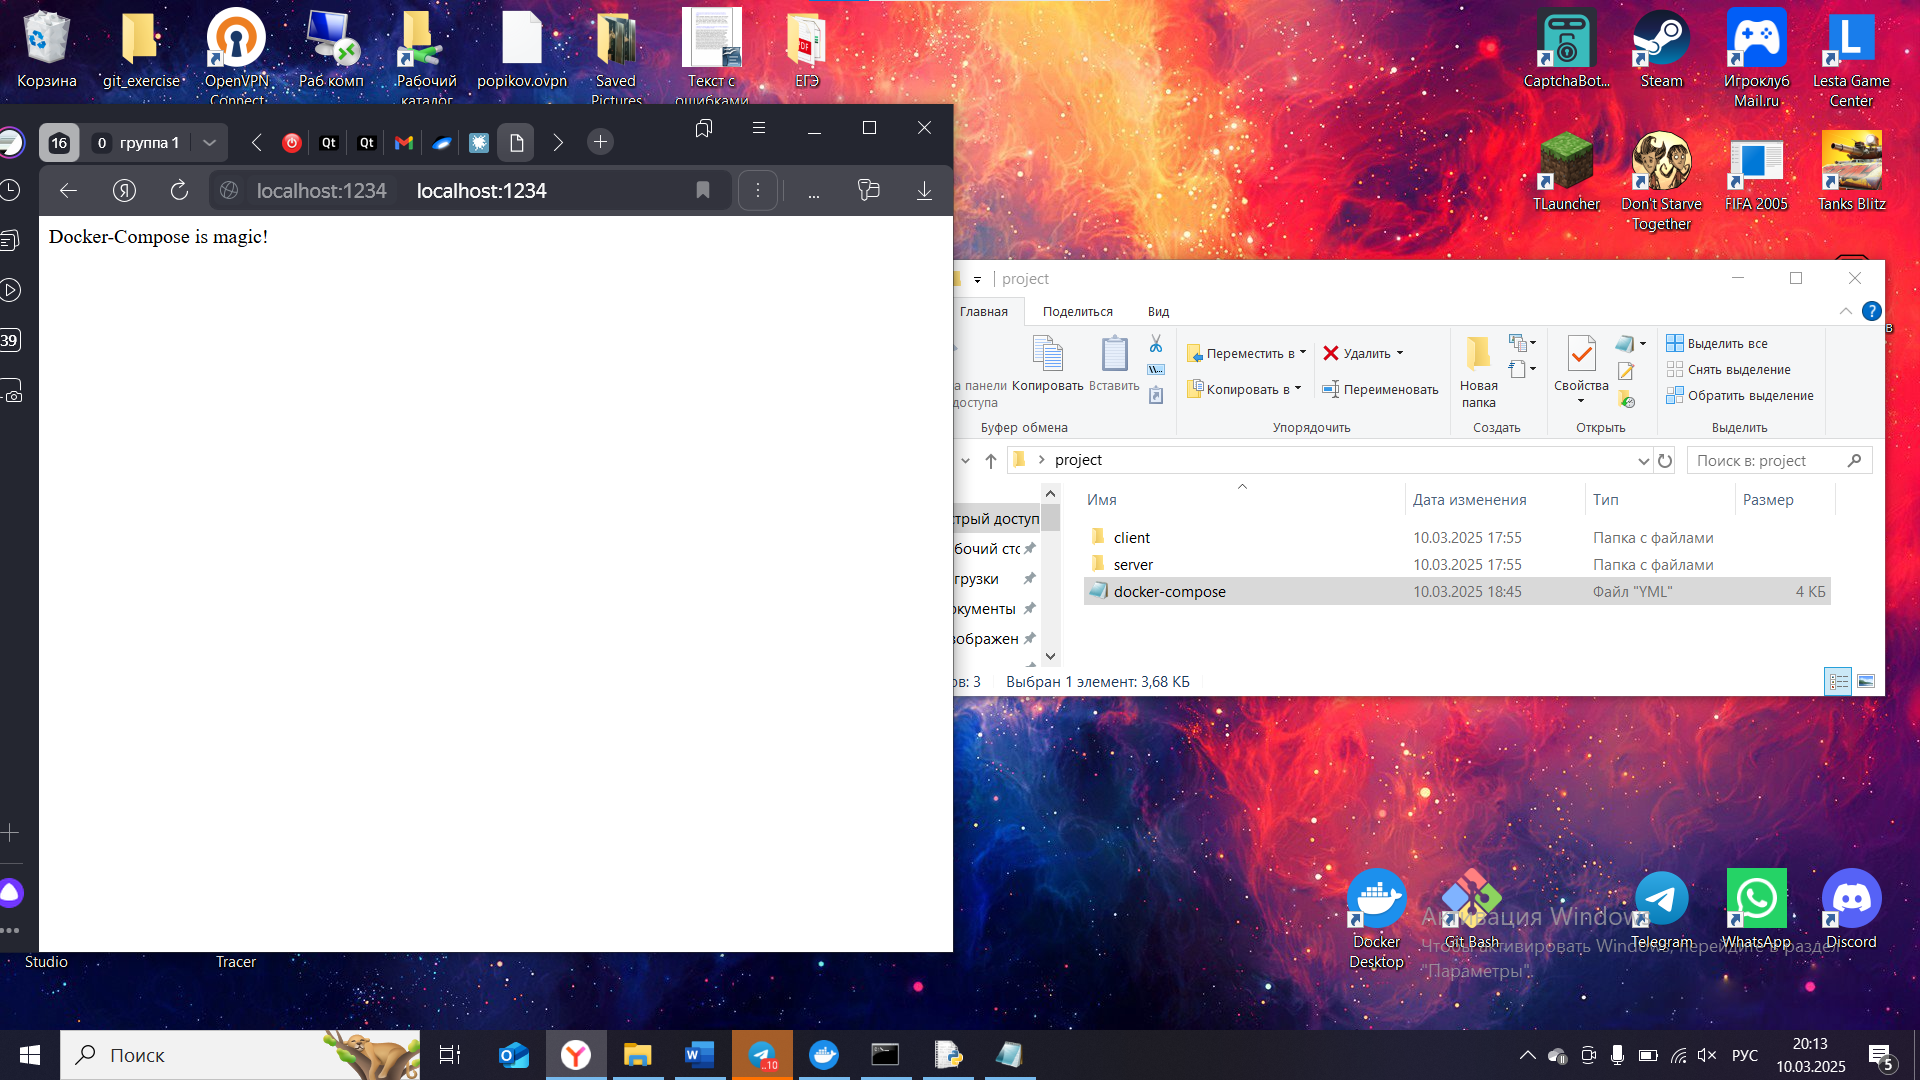 Корзина
git_exercise
OpenVPN
Connect
Раб комп
Рабочий
каталог
popikov.ovpn
Saved
Pictures
Текст с
ошибками
ЕГЭ
CaptchaBot...
Steam
Игроклуб
Mail.ru
Lesta Game
Center
16
0 группа 1
Qt
Qt
localhost:1234 localhost:1234
39
Docker-Compose is magic!
TLauncher
Don't Starve
Together
FIFA 2005
Tanks Blitz
project
Главная
Поделиться
Вид
а панели
доступа
Копировать
Вставить
Буфер обмена
Переместить в
Копировать в
Удалить
Переименовать
Упорядочить
Новая
папка
Создать
Свойства
Открыть
Выделить все
Снять выделение
Обратить выделение
Выделить
project
Поиск в: project
Имя
Дата изменения
Тип
Размер
client 10.03.2025 17:55 Папка с файлами
server 10.03.2025 17:55 Папка с файлами
docker-compose 10.03.2025 18:45 Файл "YML" 4 КБ
трый доступ
бочий стс
грузки
окументы
зображен
ов: 3 Выбран 1 элемент: 3,68 КБ
Docker
Desktop
Git Bash
Telegram
WhatsApp
Discord
Активация Windows
Чтобы активировать Windows, перейдите в раздел
"Параметры".
Studio
Tracer
Поиск
РУС
20:13
10.03.2025
5